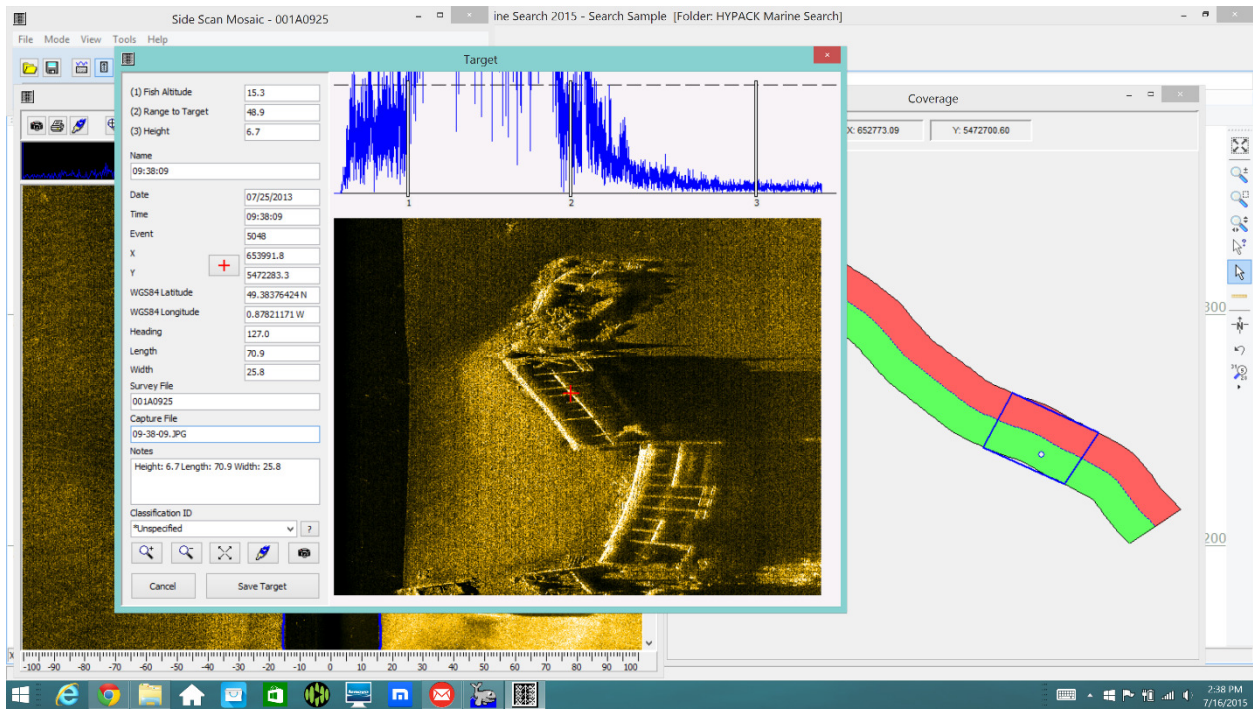 Side Scan Mosaic - 001A0925
ine Search 2015 - Search Sample [Folder: HYPACK Marine Search]
File Mode View Tools Help
Target
(1) Fish Altitude 15.3
(2) Range to Target 48.9
(3) Height 6.7
Name
09:38:09
Date 07/25/2013
Time 09:38:09
Event 5048
X 653991.8
Y 5472283.3
WGS84 Latitude 49.38376424 N
WGS84 Longitude 0.87821171 W
Heading 127.0
Length 70.9
Width 25.8
Survey File
001A0925
Capture File
09-38-09.JPG
Notes
Height: 6.7 Length: 70.9 Width: 25.8
Classification ID
*Unspecified ?
Cancel Save Target
1 2 3
Coverage
X: 652773.09 Y: 5472700.60
300
200
-100 -90 -80 -70 -60 -50 -40 -30 -20 -10 0 10 20 30 40 50 60 70 80 90 100
2:38 PM
7/16/2015